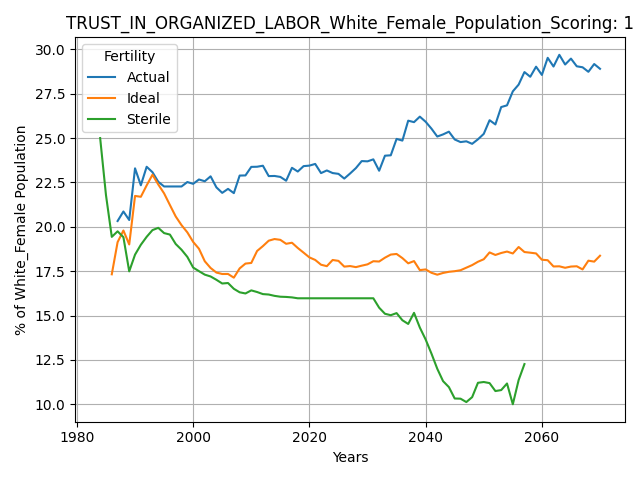 TRUST_IN_ORGANIZED_LABOR_White_Female_Population_Scoring: 1
Fertility
Actual
Ideal
Sterile
% of White_Female Population
30.0
27.5
25.0
22.5
20.0
17.5
15.0
12.5
10.0
1980
2000
2020
2040
2060
Years